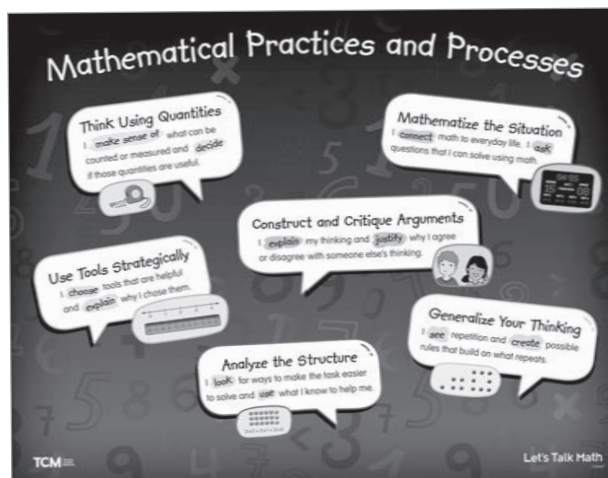 Mathematical Practices and Processes
Think Using Quantities
I make sense of what can be
counted or measured and decide
if those quantities are useful.
Mathematize the Situation
I connect math to everyday life. I ask
questions that I can solve using math.
Construct and Critique Arguments
I explain my thinking and justify why I agree
or disagree with someone else's thinking.
Use Tools Strategically
I choose tools that are helpful
and explain why I chose them.
Generalize Your Thinking
I see repetition and create possible
rules that build on what repeats.
Analyze the Structure
I look for ways to make the task easier
to solve and use what I know to help me.
TCM
Let's Talk Math